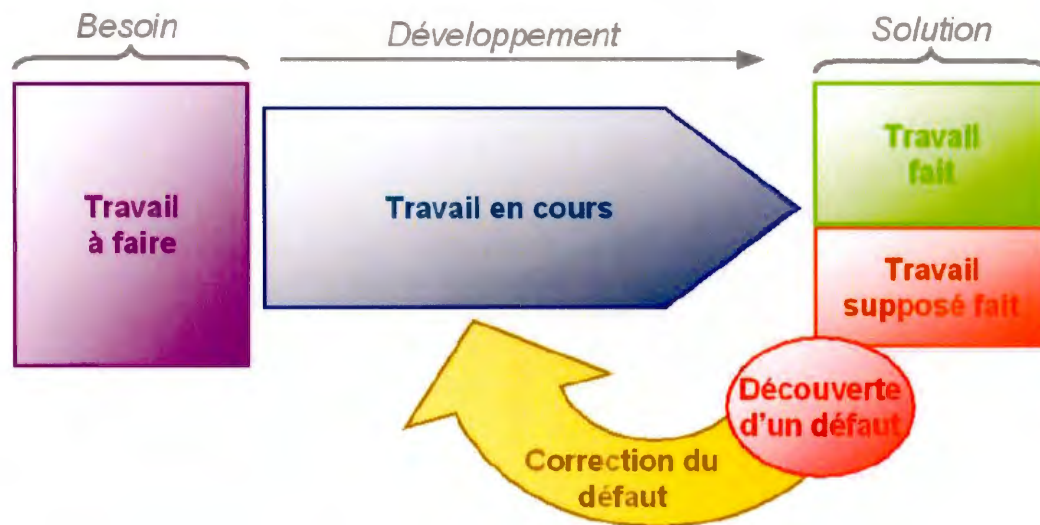 Besoin
Développement
Solution
Travail
à faire
Travail en cours
Travail
fait
Travail
supposé fait
Découverte
d'un défaut
Correction du
défaut